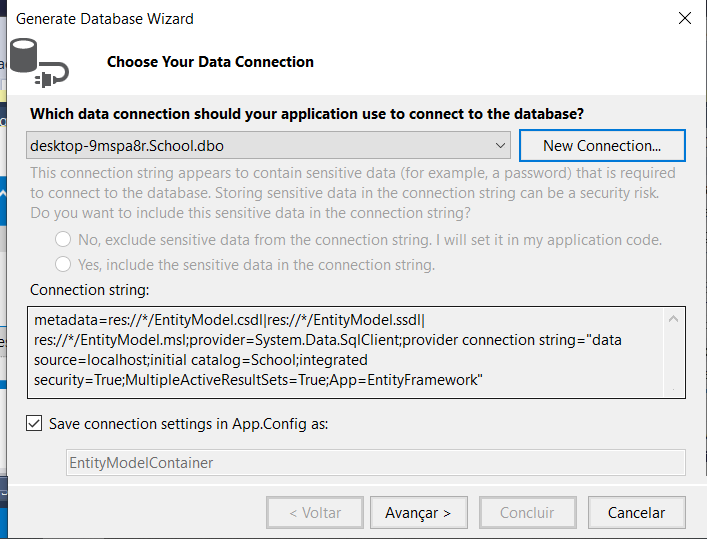 Generate Database Wizard
Choose Your Data Connection
Which data connection should your application use to connect to the database?
desktop-9mspa8r.School.dbo
New Connection...
This connection string appears to contain sensitive data (for example, a password) that is required
to connect to the database. Storing sensitive data in the connection string can be a security risk.
Do you want to include this sensitive data in the connection string?
No, exclude sensitive data from the connection string. I will set it in my application code.
Yes, include the sensitive data in the connection string.
Connection string:
metadata=res://*/EntityModel.csdl|res://*/EntityModel.ssdl|
res://*/EntityModel.msl;provider=System.Data.SqlClient;provider connection string="data
source=localhost;initial catalog=School;integrated
security=True;MultipleActiveResultSets=True;App=EntityFramework"
Save connection settings in App.Config as:
EntityModelContainer
< Voltar
Avançar >
Concluir
Cancelar